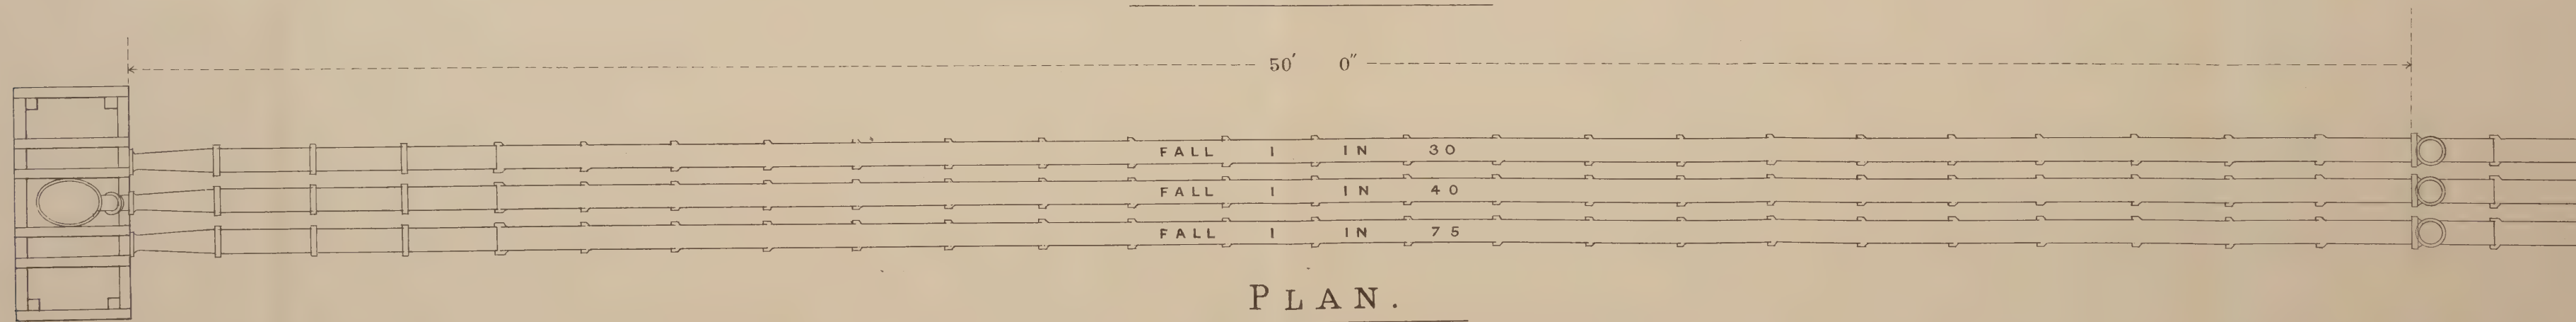 50′ 0″
FALL 1 IN 30
FALL 1 IN 40
FALL 1 IN 75
PLAN.